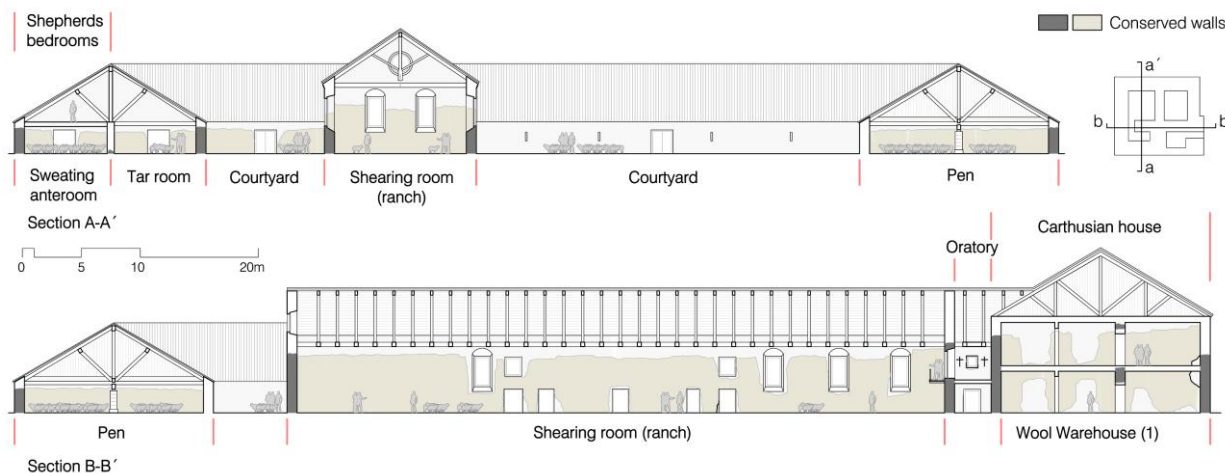 Shepherds
bedrooms
Conserved walls
a´
b
b
a
Sweating
anteroom
Tar room
Courtyard
Shearing room
(ranch)
Courtyard
Pen
Section A-A´
0 5 10 20m
Oratory
Carthusian house
Pen
Shearing room (ranch)
Wool Warehouse (1)
Section B-B´